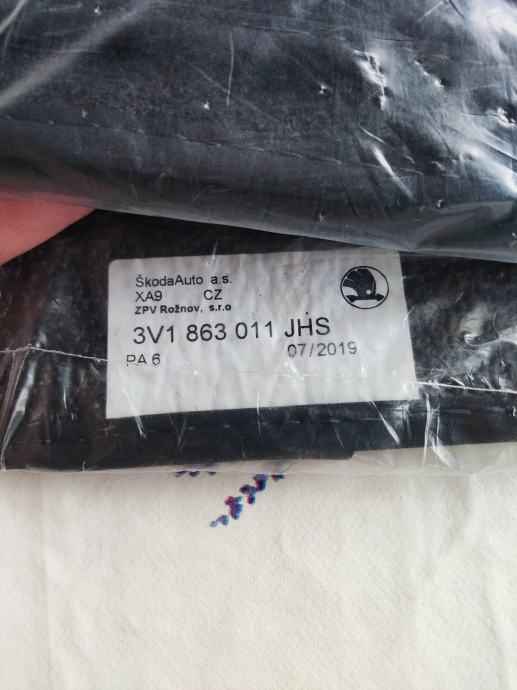 ŠkodaAuto a.s.
XA9 CZ
ZPV Rožnov, s.r.o
3V1 863 011 JHS
PA 6 07/2019